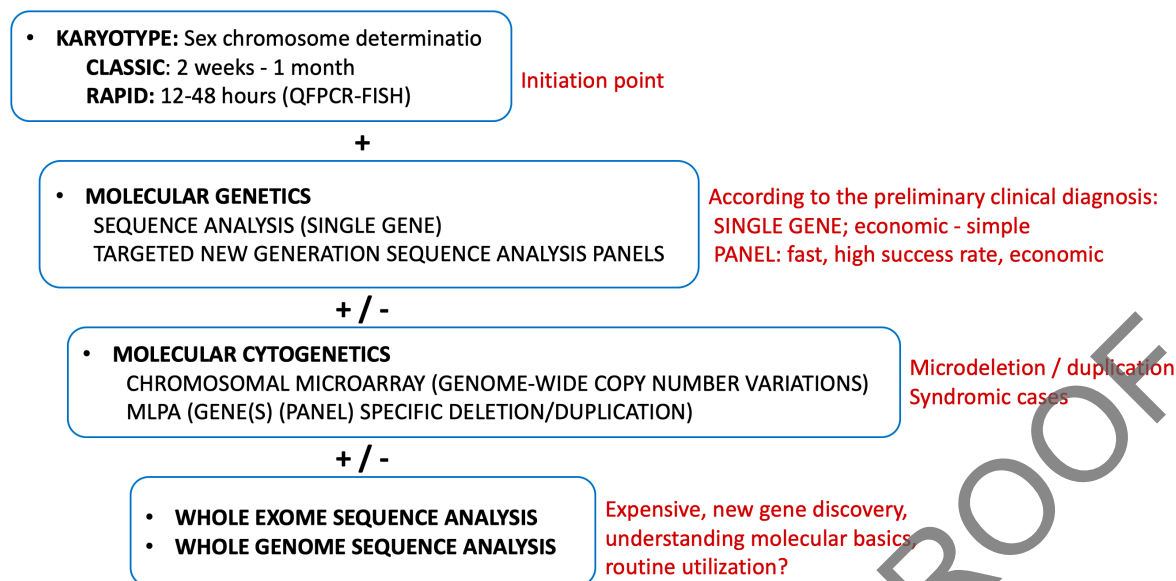 • KARYOTYPE: Sex chromosome determinatio
CLASSIC: 2 weeks - 1 month
RAPID: 12-48 hours (QFPCR-FISH)
Initiation point
+
• MOLECULAR GENETICS
SEQUENCE ANALYSIS (SINGLE GENE)
TARGETED NEW GENERATION SEQUENCE ANALYSIS PANELS
According to the preliminary clinical diagnosis:
SINGLE GENE; economic - simple
PANEL: fast, high success rate, economic
+ / -
• MOLECULAR CYTOGENETICS
CHROMOSOMAL MICROARRAY (GENOME-WIDE COPY NUMBER VARIATIONS)
MLPA (GENE(S) (PANEL) SPECIFIC DELETION/DUPLICATION)
Microdeletion / duplication
Syndromic cases
+ / -
• WHOLE EXOME SEQUENCE ANALYSIS
• WHOLE GENOME SEQUENCE ANALYSIS
Expensive, new gene discovery,
understanding molecular basics,
routine utilization?
ROOF